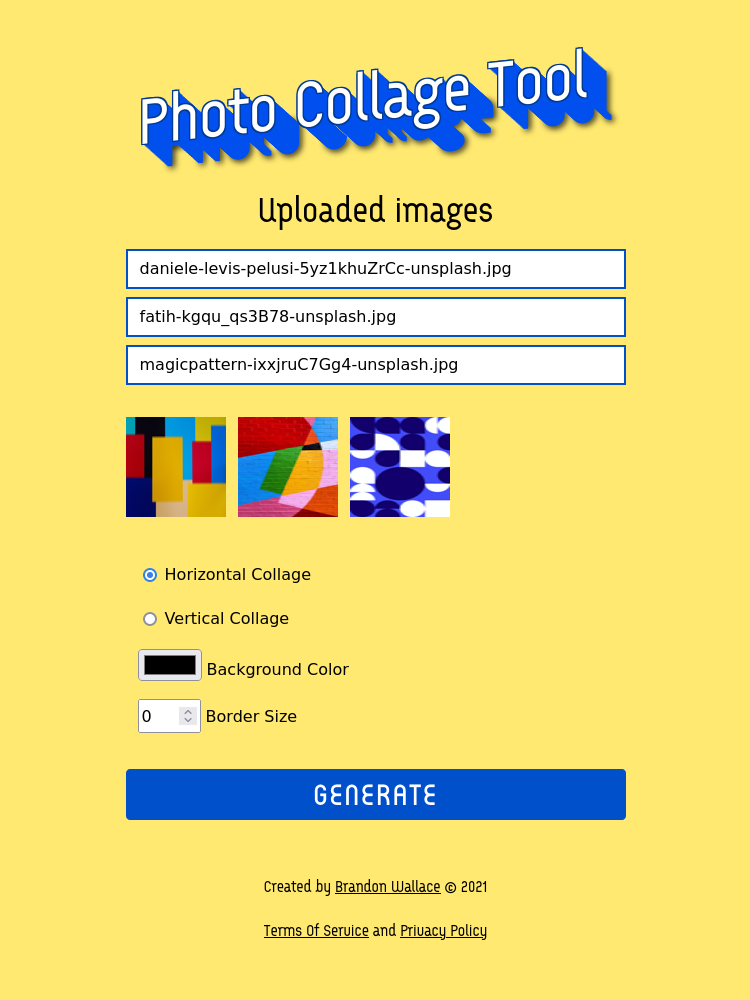 Photo Collage Tool
Uploaded images
daniele-levis-pelusi-5yz1khuZrCc-unsplash.jpg
fatih-kgqu_qs3B78-unsplash.jpg
magicpattern-ixxjruC7Gg4-unsplash.jpg
Horizontal Collage
Vertical Collage
Background Color
0 Border Size
GENERATE
Created by Brandon Wallace © 2021
Terms Of Service and Privacy Policy